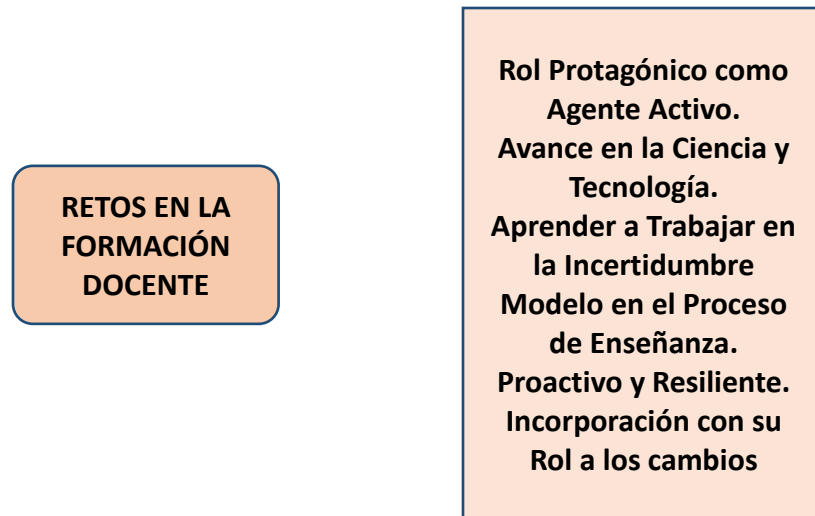 RETOS EN LA
FORMACIÓN
DOCENTE
Rol Protagónico como
Agente Activo.
Avance en la Ciencia y
Tecnología.
Aprender a Trabajar en
la Incertidumbre
Modelo en el Proceso
de Enseñanza.
Proactivo y Resiliente.
Incorporación con su
Rol a los cambios